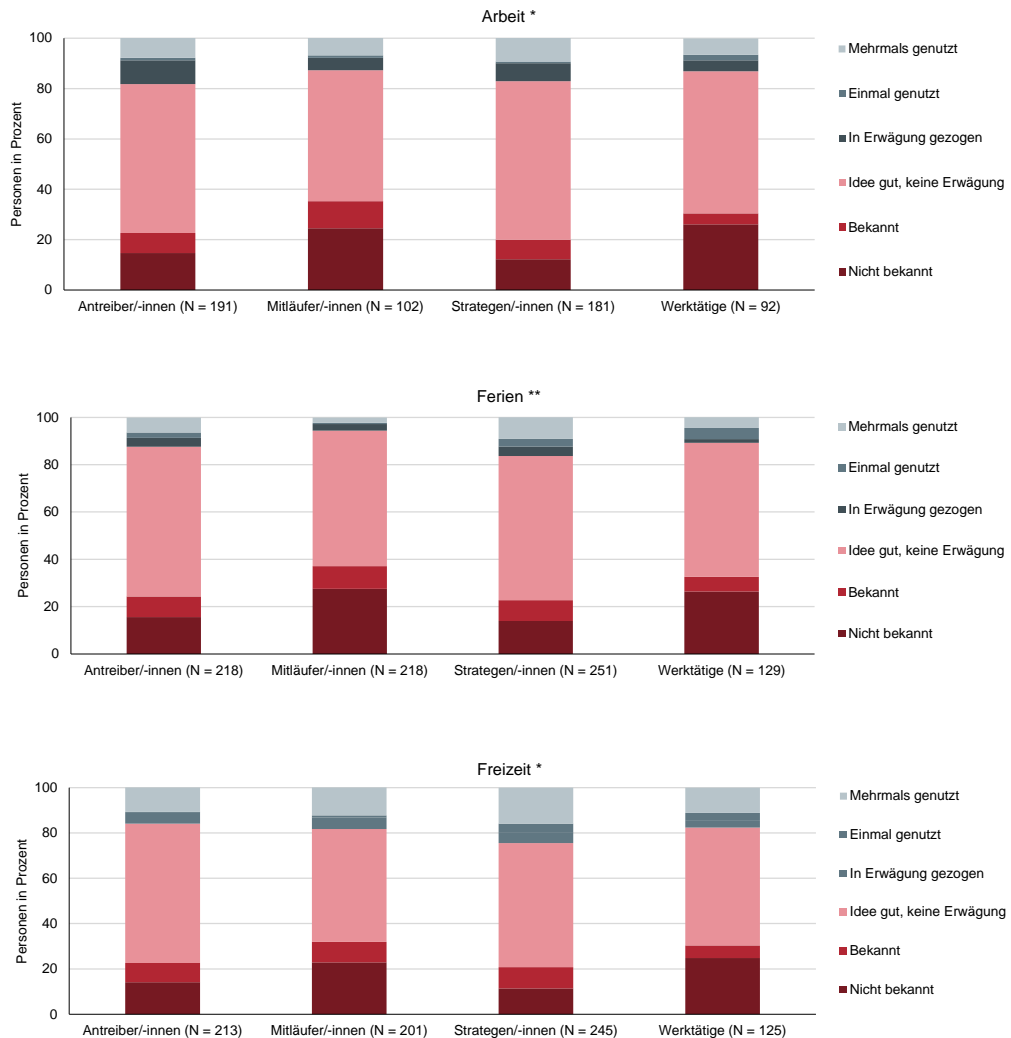 Arbeit *
Personen in Prozent
100
80
60
40
20
0
Antreiber/-innen (N = 191)
Mitläufer/-innen (N = 102)
Strategen/-innen (N = 181)
Werktätige (N = 92)
Mehrmals genutzt
Einmal genutzt
In Erwägung gezogen
Idee gut, keine Erwägung
Bekannt
Nicht bekannt
Ferien **
Personen in Prozent
100
80
60
40
20
0
Antreiber/-innen (N = 218)
Mitläufer/-innen (N = 218)
Strategen/-innen (N = 251)
Werktätige (N = 129)
Mehrmals genutzt
Einmal genutzt
In Erwägung gezogen
Idee gut, keine Erwägung
Bekannt
Nicht bekannt
Freizeit *
Personen in Prozent
100
80
60
40
20
0
Antreiber/-innen (N = 213)
Mitläufer/-innen (N = 201)
Strategen/-innen (N = 245)
Werktätige (N = 125)
Mehrmals genutzt
Einmal genutzt
In Erwägung gezogen
Idee gut, keine Erwägung
Bekannt
Nicht bekannt